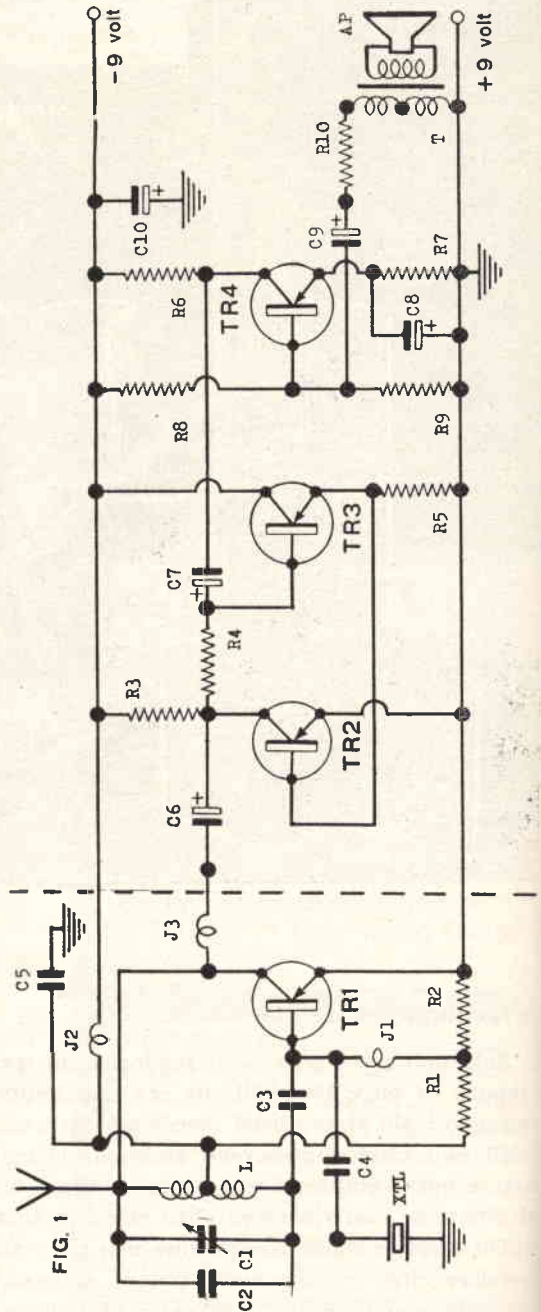 FIG. 1
C5
J2
-9 volt
C10
+
R3
R8
R6
C2
C1
L
J3
C6
+
R4
+
C7
TR4
C9
+
R10
AP
C3
TR1
TR2
TR3
XTL
C4
J1
R1
R2
R5
R9
C8
+
R7
T
+9 volt